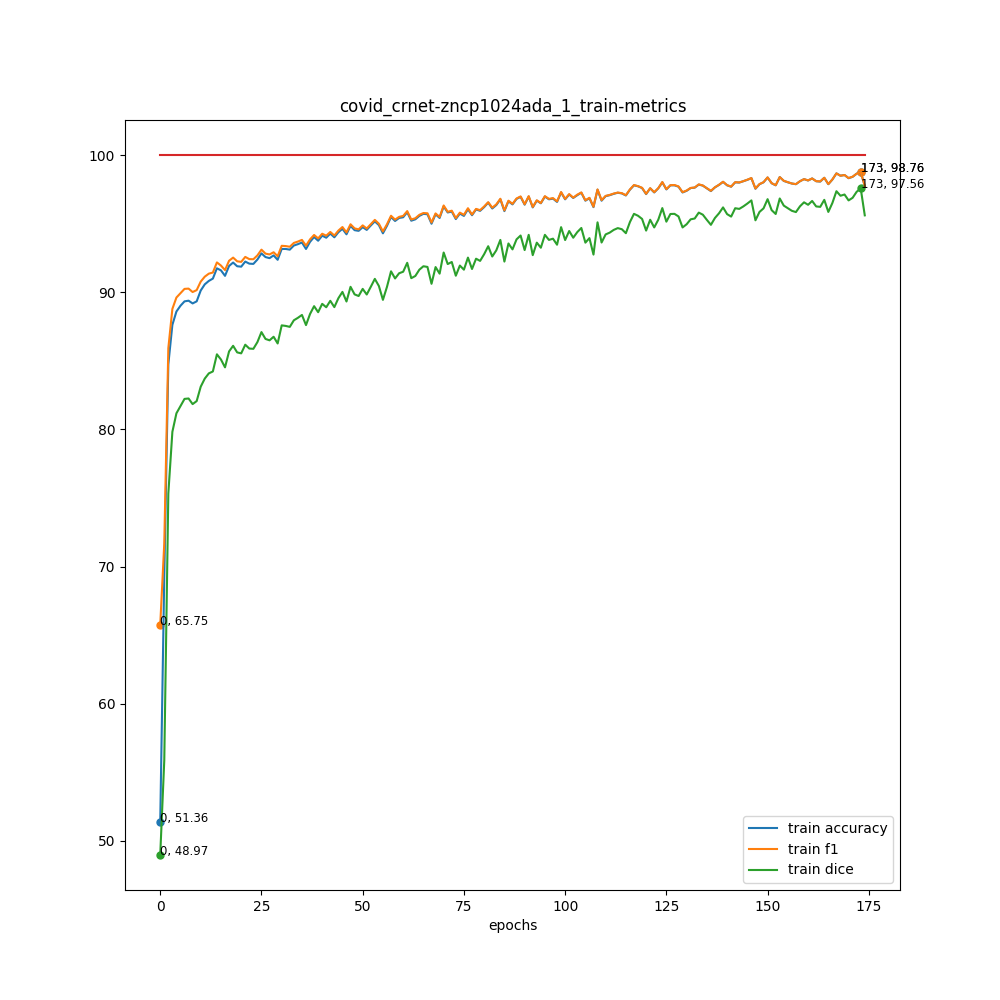 covid_crnet-zncp1024ada_1_train-metrics
100
173, 98.76
173, 97.56
90
80
70
0, 65.75
60
0, 51.36
0, 48.97
50
train accuracy
train f1
train dice
0 25 50 75 100 125 150 175
epochs